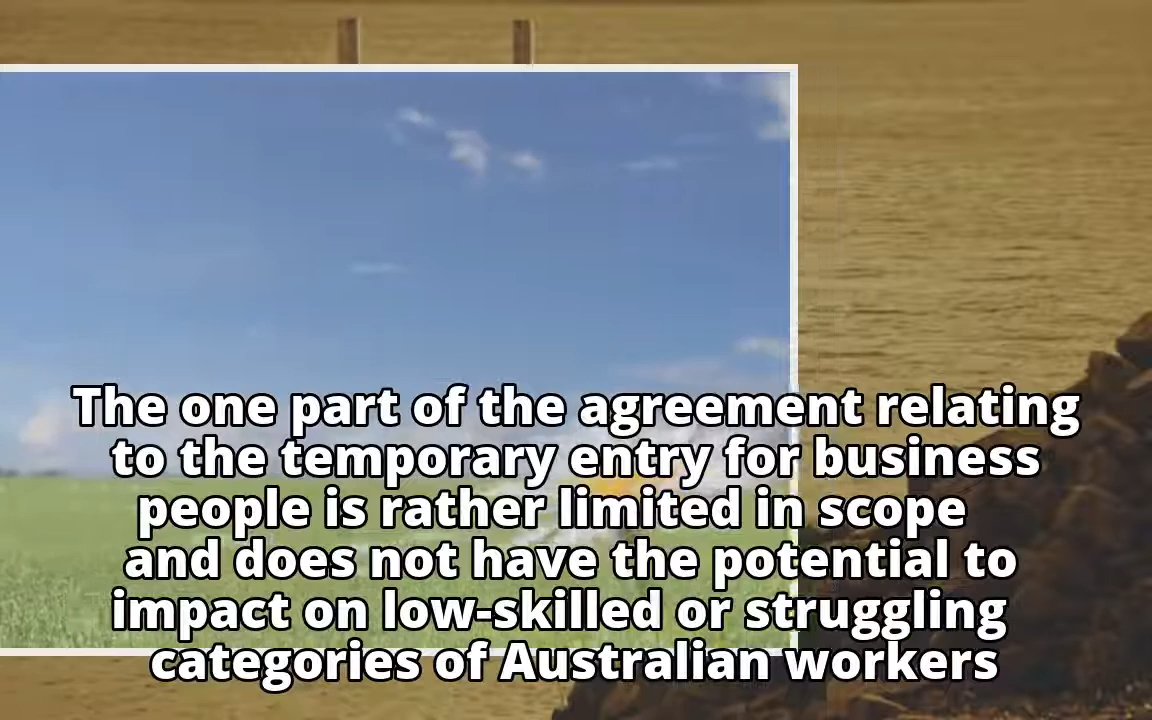 The one part of the agreement relating
to the temporary entry for business
people is rather limited in scope
and does not have the potential to
impact on low-skilled or struggling
categories of Australian workers